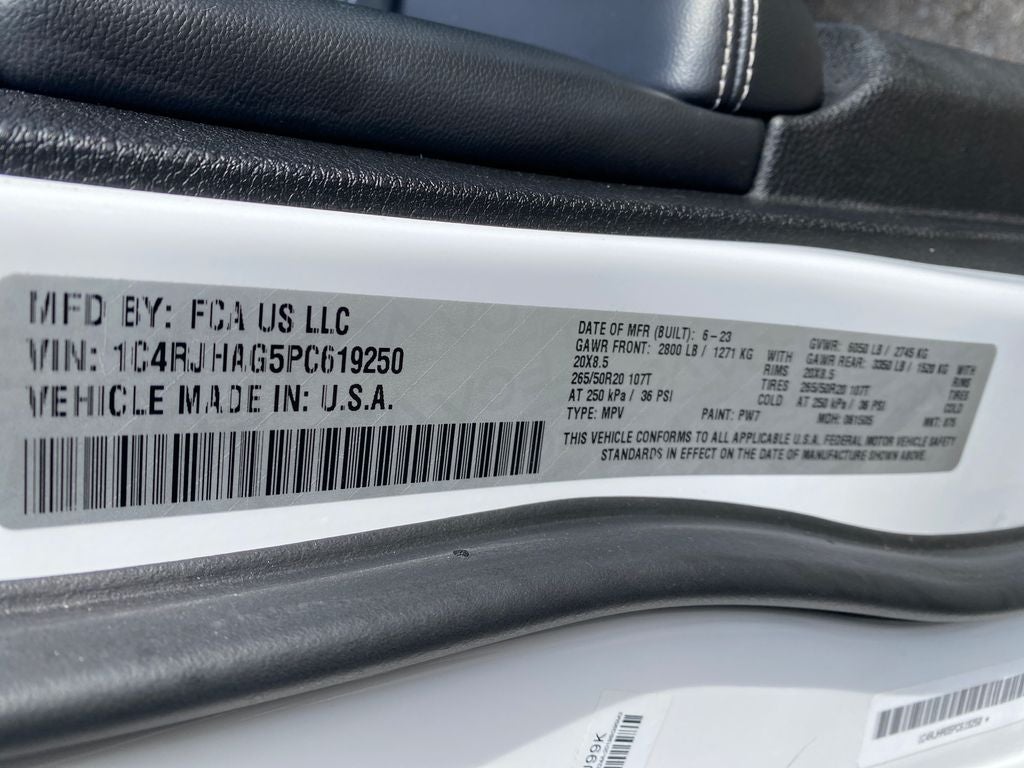 MFD BY: FCA US LLC
VIN: 1C4RJHAG5PC619250
VEHICLE MADE IN: U.S.A.
DATE OF MFR (BUILT): 6-23 GVWR: 6050 LB / 2745 KG
GAWR FRONT: 2800 LB / 1271 KG WITH GAWR REAR: 3350 LB / 1520 KG WITH
20X8.5 RIMS 20X8.5 RIMS
265/50R20 107T TIRES 265/50R20 107T TIRES
AT 250 kPa / 36 PSI COLD AT 250 kPa / 36 PSI COLD
TYPE: MPV PAINT: PW7 MDH: 061505 MKT:
THIS VEHICLE CONFORMS TO ALL APPLICABLE U.S.A. FEDERAL MOTOR VEHICLE SAFETY
STANDARDS IN EFFECT ON THE DATE OF MANUFACTURE SHOWN ABOVE.